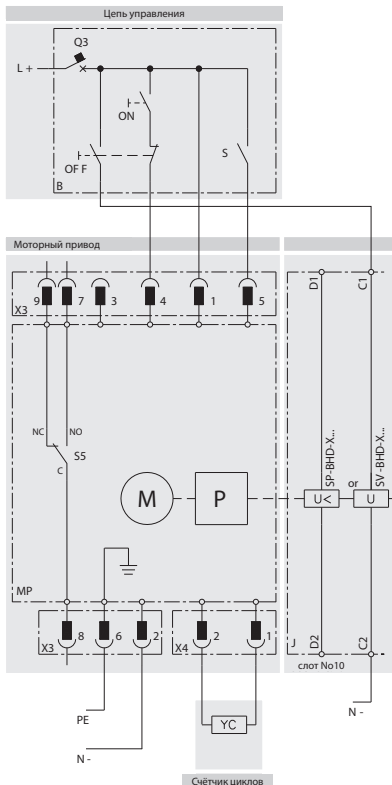 Цепь управления
Q3
L +
ON
OF F
S
B
Моторный привод
X3
9 7 3 4 1 5
D1
C1
NC
NO
S5
C
SP-BHD-X...
or
SV -BHD-X...
M
P
U<
U
MP
X3
8 6 2
X4
2 1
J
D2
C2
слот No10
PE
N -
N -
YC
Счётчик циклов